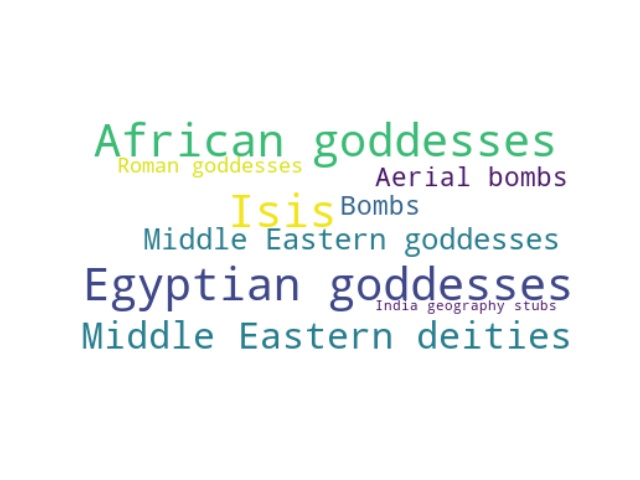 African goddesses
Roman goddesses
Aerial bombs
Isis
Bombs
Middle Eastern goddesses
Egyptian goddesses
India geography stubs
Middle Eastern deities